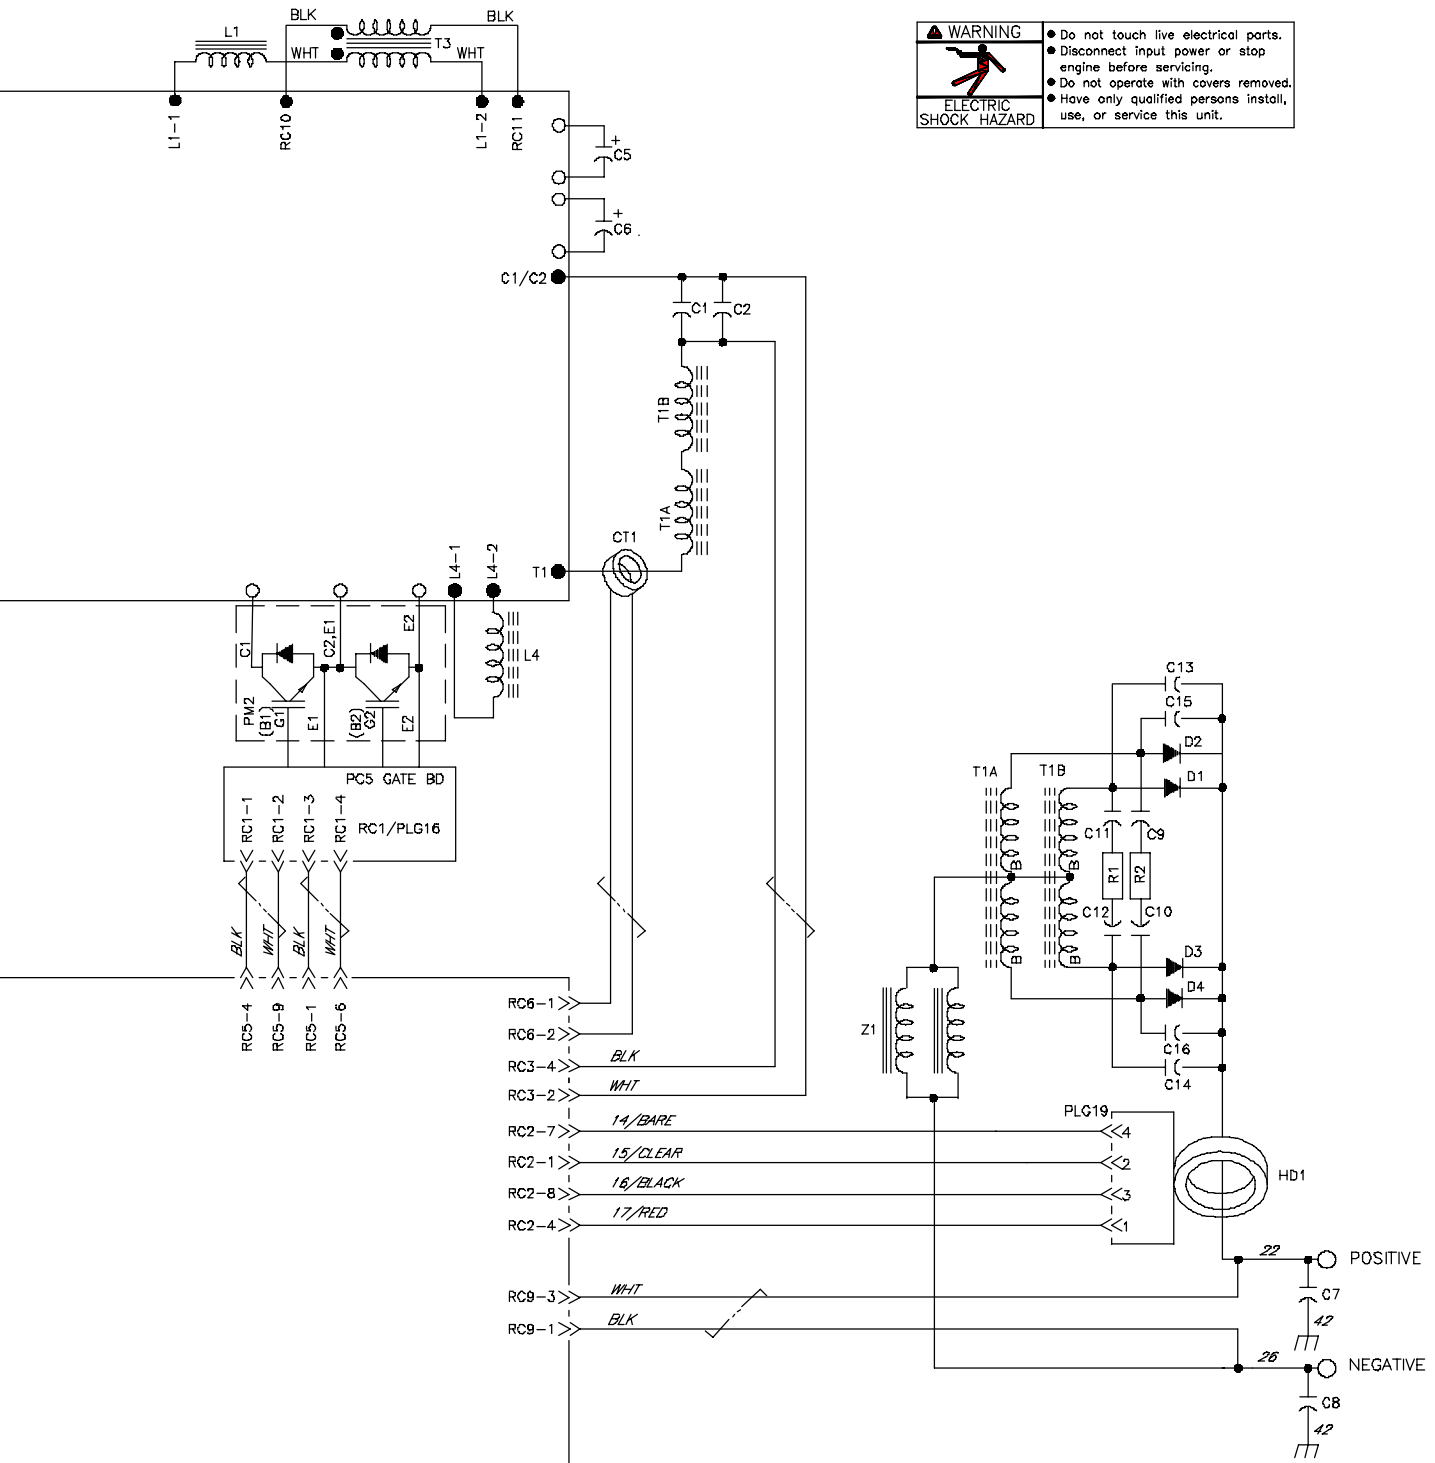 BLK
BLK
L1
T3
WHT
WHT
L1-1
RC10
L1-2
RC11
WARNING
ELECTRIC
SHOCK HAZARD
Do not touch live electrical parts.
Disconnect input power or stop
engine before servicing.
Do not operate with covers removed.
Have only qualified persons install,
use, or service this unit.
+
C5
+
C6
C1/C2
C1
C2
T1B
T1A
CT1
T1
L4-1
L4-2
L4
C1
C2,E1
E2
PM2
(B1)
G1
E1
(B2)
G2
E2
PC5 GATE BD
RC1/PLG16
RC1-1
RC1-2
RC1-3
RC1-4
BLK
WHT
BLK
WHT
RC5-4
RC5-9
RC5-1
RC5-6
C13
C15
D2
D1
T1A
T1B
C11
C9
B
B
R1
R2
C12
C10
B
B
D3
D4
C16
C14
Z1
RC6-1
RC6-2
RC3-4
BLK
RC3-2
WHT
RC2-7
14/BARE
RC2-1
15/CLEAR
RC2-8
16/BLACK
RC2-4
17/RED
PLG19
4
2
3
1
HD1
22
POSITIVE
RC9-3
WHT
C7
42
RC9-1
BLK
26
NEGATIVE
C8
42